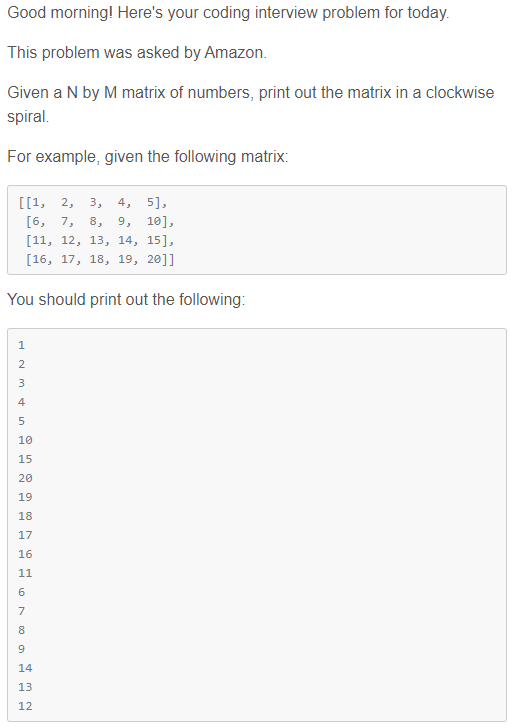 Good morning! Here's your coding interview problem for today.
This problem was asked by Amazon.
Given a N by M matrix of numbers, print out the matrix in a clockwise
spiral.
For example, given the following matrix:
[[1,  2,  3,  4,  5],
 [6,  7,  8,  9,  10],
 [11, 12, 13, 14, 15],
 [16, 17, 18, 19, 20]]
You should print out the following:
1
2
3
4
5
10
15
20
19
18
17
16
11
6
7
8
9
14
13
12